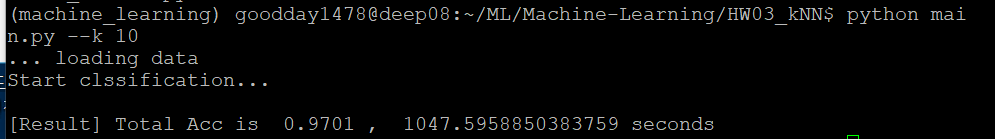 (machine_learning) goodday1478@deep08:~/ML/Machine-Learning/HW03_kNN$ python mai
n.py --k 10
... loading data
Start clssification...
[Result] Total Acc is  0.9701 ,  1047.5958850383759 seconds